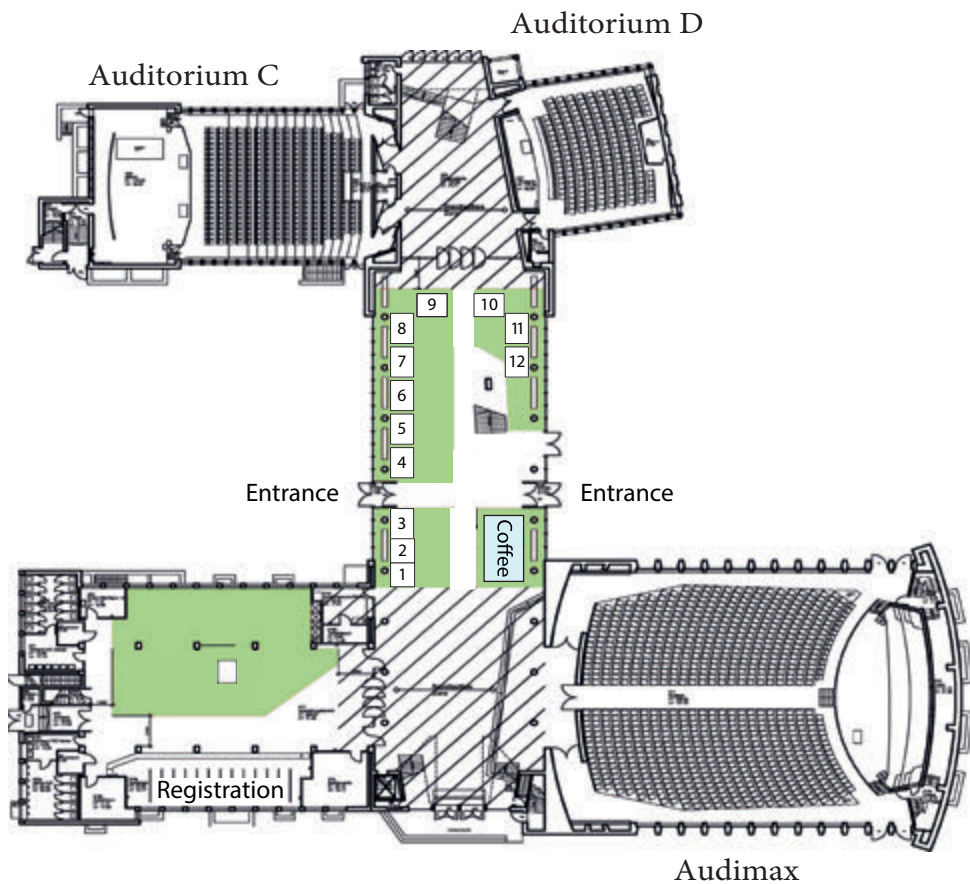 Auditorium D
Auditorium C
9
10
8
11
7
12
6
5
4
Entrance
Entrance
3
Coffee
2
1
Registration
Audimax